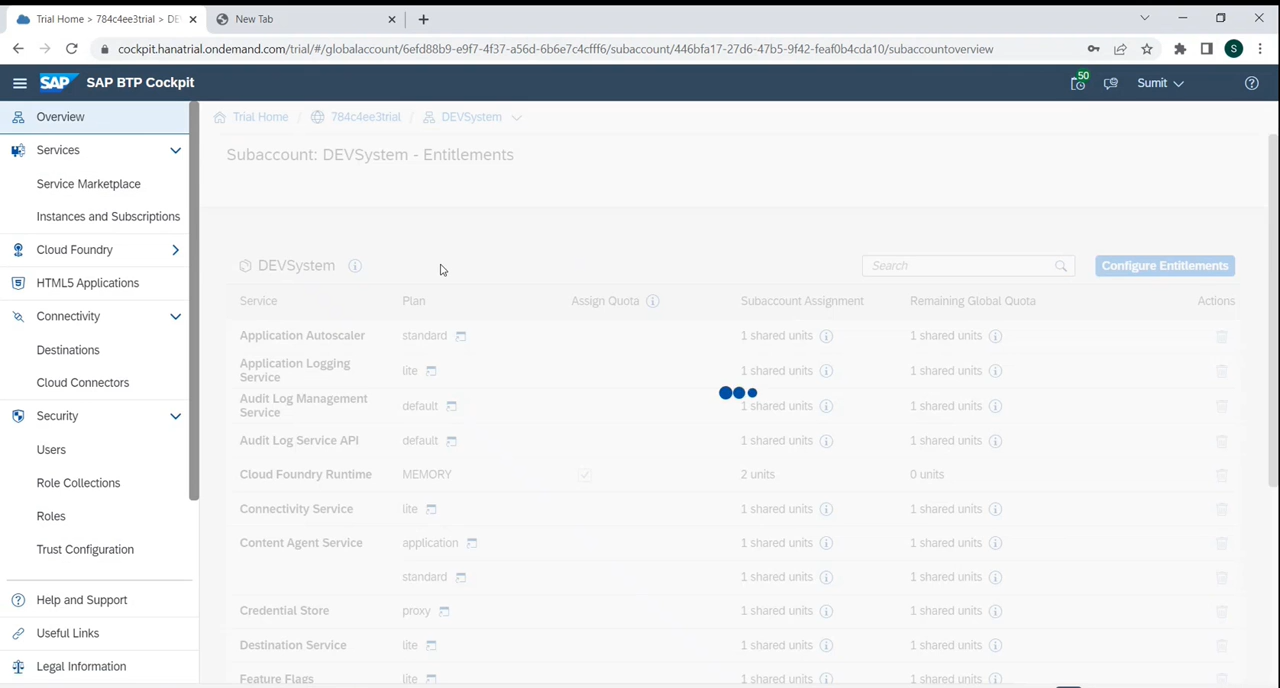 Trial Home > 784c4ee3trial > DE
New Tab
cockpit.hanatrial.ondemand.com/trial/#/globalaccount/6efd88b9-e9f7-4f37-a56d-6b6e7c4cfff6/subaccount/446bfa17-27d6-47b5-9f42-feaf0b4cda10/subaccountoverview
S
SAP SAP BTP Cockpit
50
Sumit
Overview
Services
Service Marketplace
Instances and Subscriptions
Cloud Foundry
HTML5 Applications
Connectivity
Destinations
Cloud Connectors
Security
Users
Role Collections
Roles
Trust Configuration
Help and Support
Useful Links
Legal Information
Trial Home / 784c4ee3trial / DEVSystem
Subaccount: DEVSystem - Entitlements
DEVSystem
Search
Configure Entitlements
Service Plan Assign Quota Subaccount Assignment Remaining Global Quota Actions
Application Autoscaler standard 1 shared units 1 shared units
Application Logging
Service lite 1 shared units 1 shared units
Audit Log Management
Service default 1 shared units 1 shared units
Audit Log Service API default 1 shared units 1 shared units
Cloud Foundry Runtime MEMORY 2 units 0 units
Connectivity Service lite 1 shared units 1 shared units
Content Agent Service application 1 shared units 1 shared units
standard 1 shared units 1 shared units
Credential Store proxy 1 shared units 1 shared units
Destination Service lite 1 shared units 1 shared units
Feature Flags lite 1 shared units 1 shared units